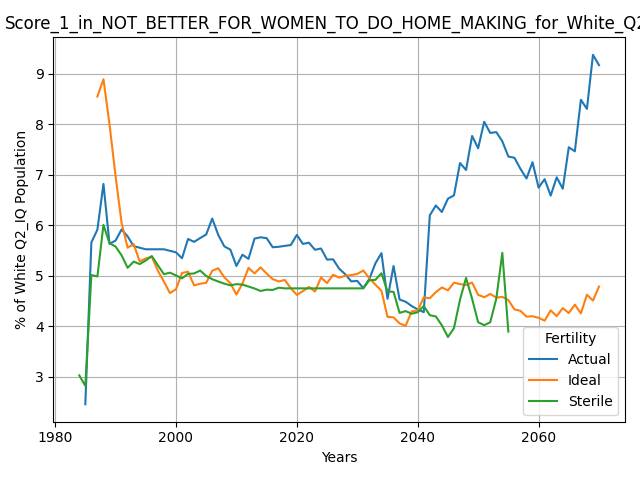 Score_1_in_NOT_BETTER_FOR_WOMEN_TO_DO_HOME_MAKING_for_White_Q2
% of White Q2_IQ Population
9
8
7
6
5
4
3
1980
2000
2020
2040
2060
Years
Fertility
Actual
Ideal
Sterile